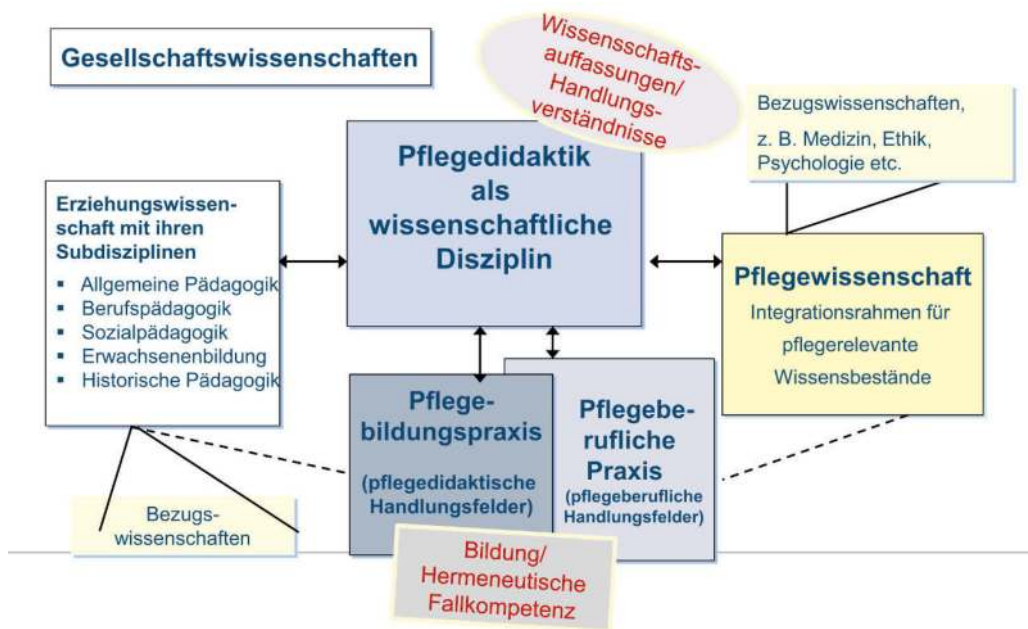 Gesellschaftswissenschaften
Wissensschafts-
auffassungen/
Handlungs-
verständnisse
Bezugswissenschaften,
z. B. Medizin, Ethik,
Psychologie etc.
Pflegedidaktik
als
wissenschaftliche
Disziplin
Erziehungswissen-
schaft mit ihren
Subdisziplinen
▪ Allgemeine Pädagogik
▪ Berufspädagogik
▪ Sozialpädagogik
▪ Erwachsenenbildung
▪ Historische Pädagogik
Pflegewissenschaft
Integrationsrahmen für
pflegerelevante
Wissensbestände
Pflege-
bildungspraxis
(pflegedidaktische
Handlungsfelder)
Pflegebe-
rufliche
Praxis
(pflegeberufliche
Handlungsfelder)
Bezugs-
wissenschaften
Bildung/
Hermeneutische
Fallkompetenz